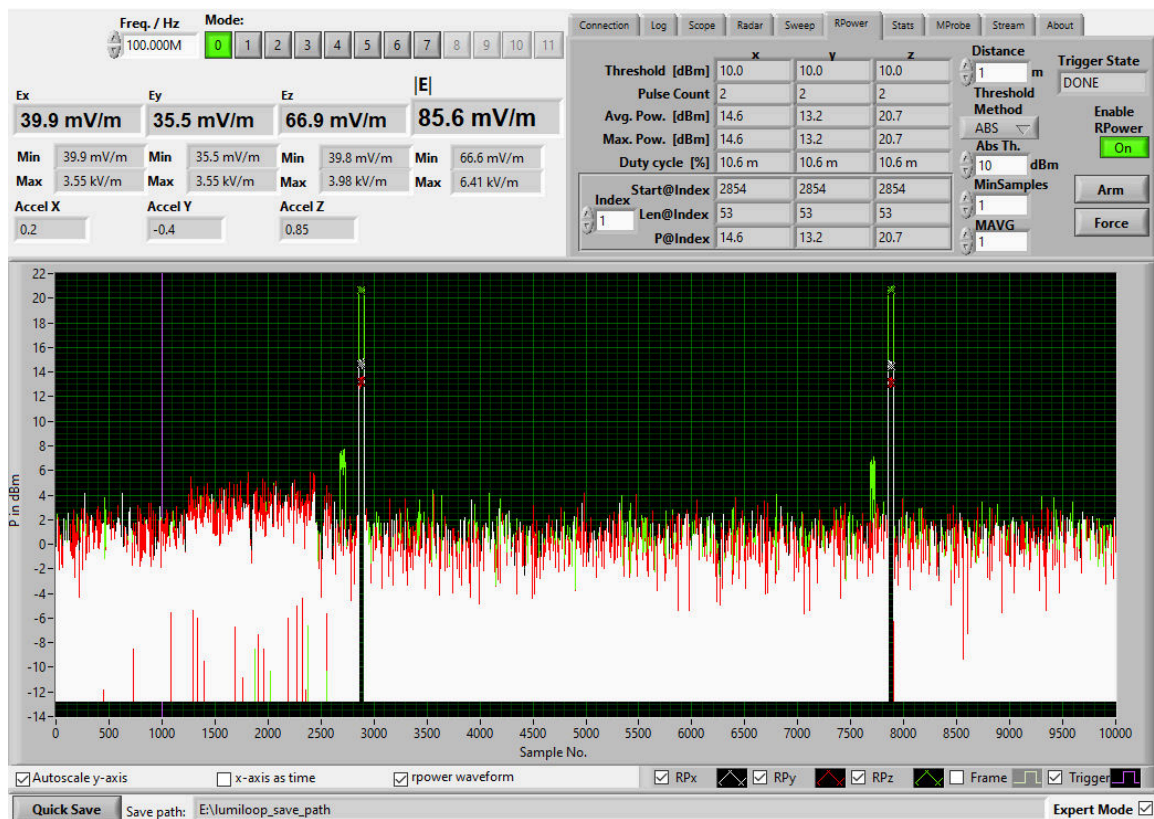 Freq. / Hz
100.000M
Mode:
0 1 2 3 4 5 6 7 8 9 10 11
Ex
39.9 mV/m
Ey
35.5 mV/m
Ez
66.9 mV/m
|E|
85.6 mV/m
Min 39.9 mV/m Min 35.5 mV/m Min 39.8 mV/m Min 66.6 mV/m
Max 3.55 kV/m Max 3.55 kV/m Max 3.98 kV/m Max 6.41 kV/m
Accel X
0.2
Accel Y
-0.4
Accel Z
0.85
Connection Log Scope Radar Sweep RPower Stats MProbe Stream About
x y z
Threshold [dBm] 10.0 10.0 10.0
Pulse Count 2 2 2
Avg. Pow. [dBm] 14.6 13.2 20.7
Max. Pow. [dBm] 14.6 13.2 20.7
Duty cycle [%] 10.6 m 10.6 m 10.6 m
Index
1
Start@Index 2854 2854 2854
Len@Index 53 53 53
P@Index 14.6 13.2 20.7
Distance
1 m
Threshold
Method
ABS
Abs Th.
10 dBm
MinSamples
1
MAVG
1
Trigger State
DONE
Enable
RPower
On
Arm
Force
P in dBm
22
20
18
16
14
12
10
8
6
4
2
0
-2
-4
-6
-8
-10
-12
-14
0 500 1000 1500 2000 2500 3000 3500 4000 4500 5000 5500 6000 6500 7000 7500 8000 8500 9000 9500 10000
Sample No.
Autoscale y-axis x-axis as time rpower waveform RPx RPy RPz Frame Trigger
Quick Save Save path: E:\lumiloop_save_path Expert Mode